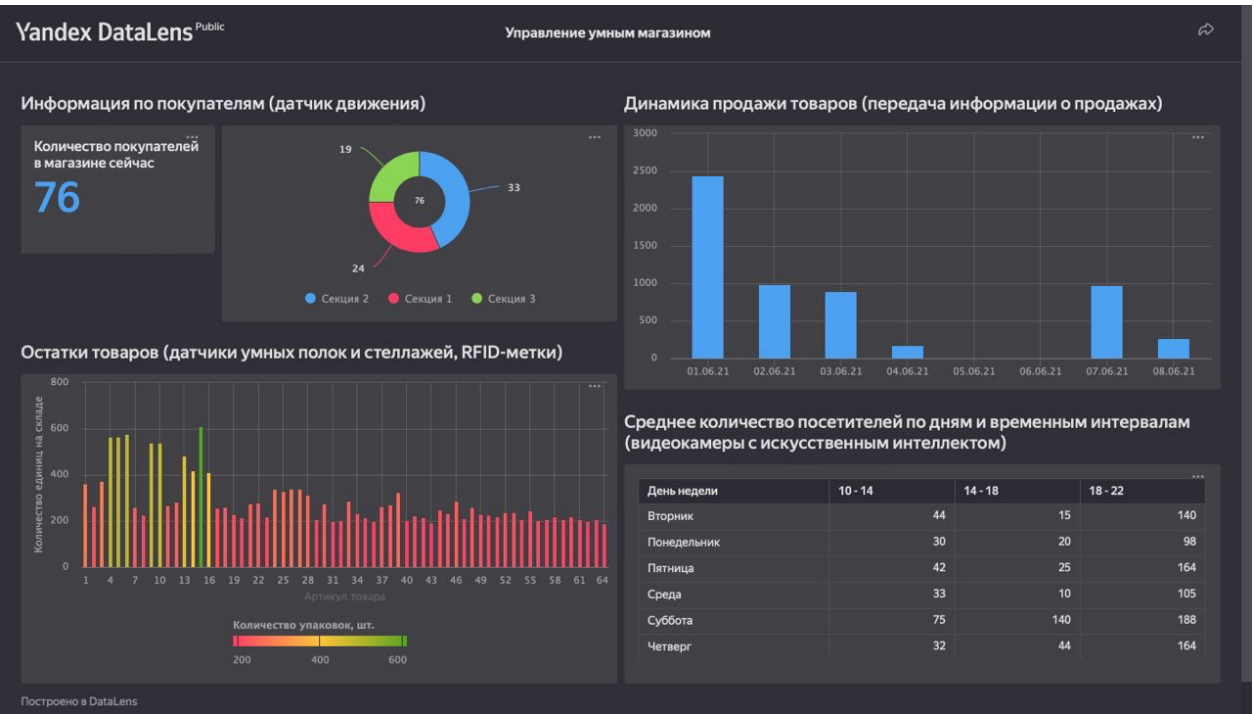 Yandex DataLens Public
Управление умным магазином
Информация по покупателям (датчик движения)
Количество покупателей
в магазине сейчас
76
19
33
76
24
Секция 2 Секция 1 Секция 3
Динамика продажи товаров (передача информации о продажах)
3000
2500
2000
1500
1000
500
0
01.06.21 02.06.21 03.06.21 04.06.21 05.06.21 06.06.21 07.06.21 08.06.21
Остатки товаров (датчики умных полок и стеллажей, RFID-метки)
Количество единиц на складе
800
600
400
200
0
1 4 7 10 13 16 19 22 25 28 31 34 37 40 43 46 49 52 55 58 61 64
Артикул товара
Количество упаковок, шт.
200 400 600
Среднее количество посетителей по дням и временным интервалам
(видеокамеры с искусственным интеллектом)
День недели 10 - 14 14 - 18 18 - 22
Вторник 44 15 140
Понедельник 30 20 98
Пятница 42 25 164
Среда 33 10 105
Суббота 75 140 188
Четверг 32 44 164
Построено в DataLens